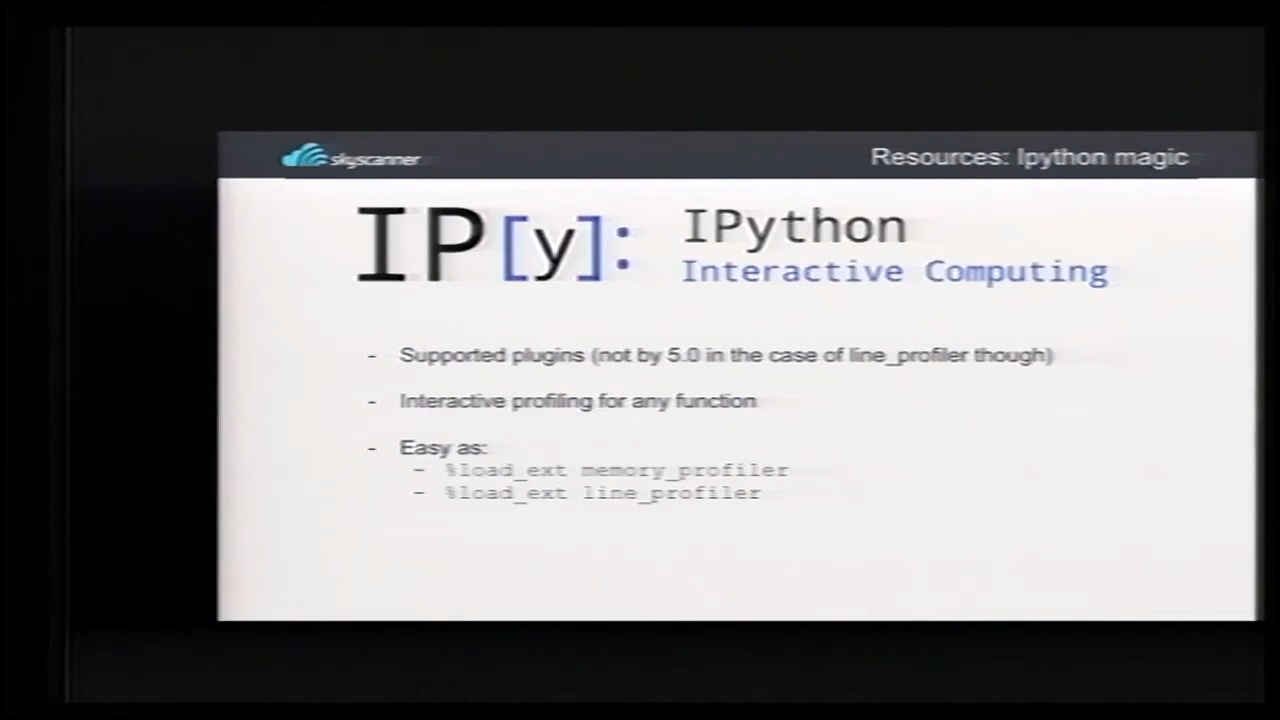 skyscanner
Resources: Ipython magic
IP[y]:
IPython
Interactive Computing
- Supported plugins (not by 5.0 in the case of line_profiler though)
- Interactive profiling for any function
- Easy as:
- %load_ext memory_profiler
- %load_ext line_profiler